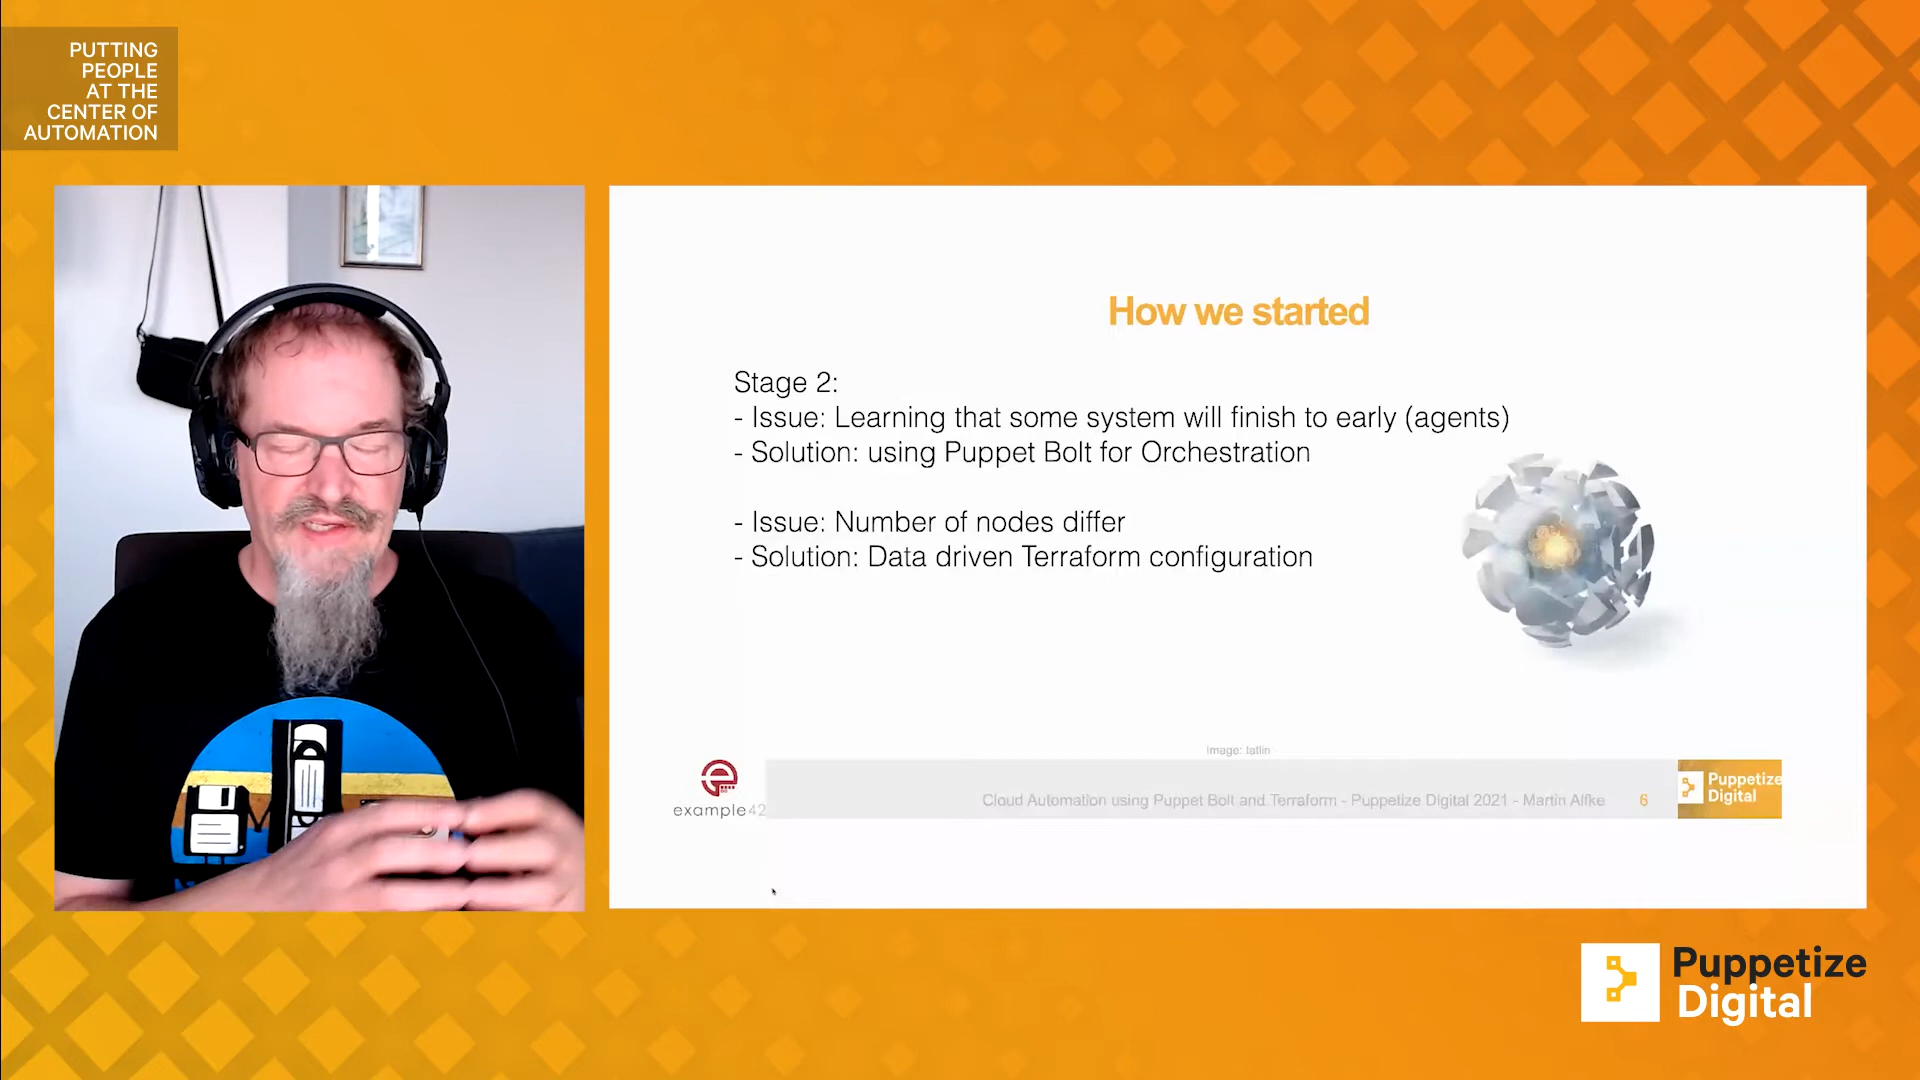 PUTTING
PEOPLE
AT THE
CENTER OF
AUTOMATION
How we started
Stage 2:
- Issue: Learning that some system will finish to early (agents)
- Solution: using Puppet Bolt for Orchestration
- Issue: Number of nodes differ
- Solution: Data driven Terraform configuration
Image: tatlin
example42
Cloud Automation using Puppet Bolt and Terraform - Puppetize Digital 2021 - Martin Alfke
6
Puppetize
Digital
Puppetize
Digital